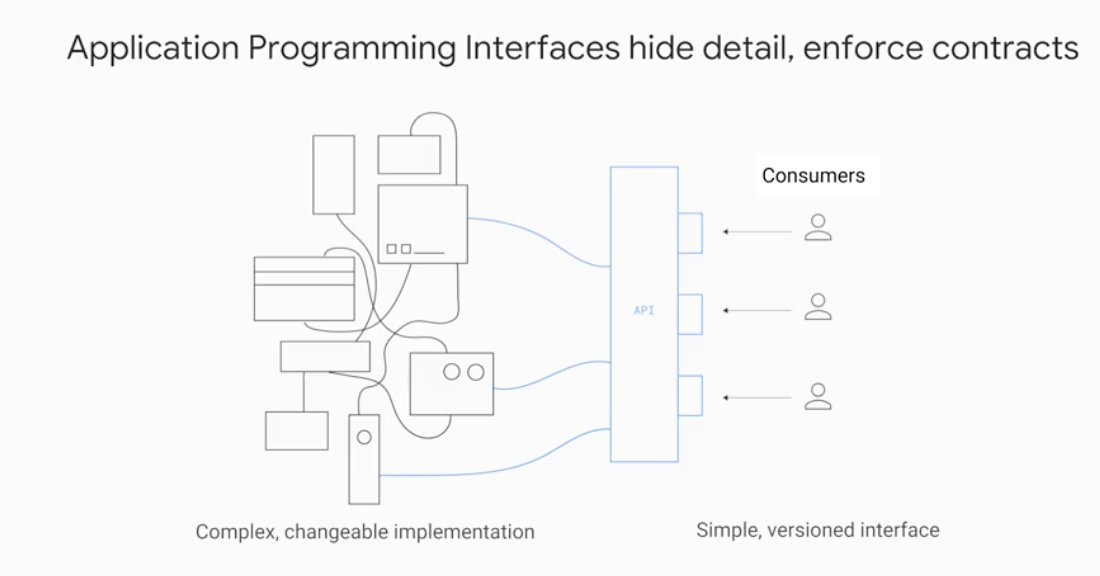 Application Programming Interfaces hide detail, enforce contracts
Consumers
API
Complex, changeable implementation
Simple, versioned interface